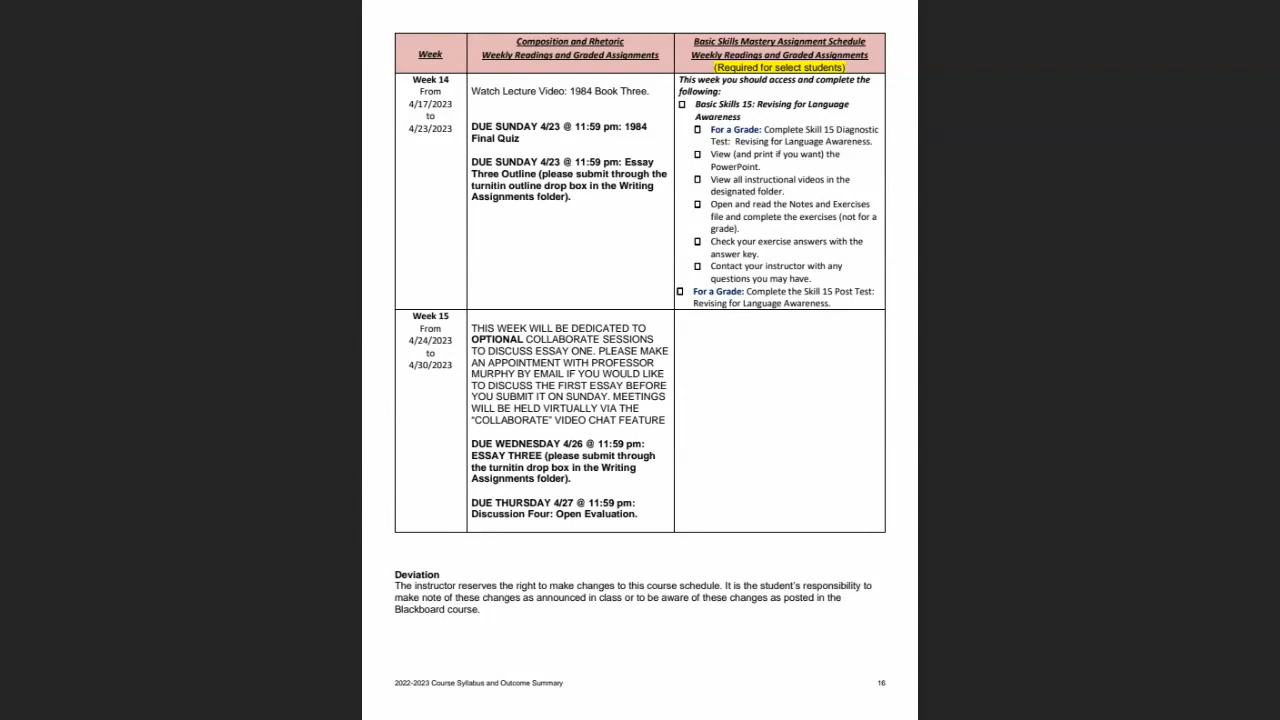 Week
Composition and Rhetoric
Weekly Readings and Graded Assignments
Basic Skills Mastery Assignment Schedule
Weekly Readings and Graded Assignments
(Required for select students)
Week 14
From
4/17/2023
to
4/23/2023
Watch Lecture Video: 1984 Book Three.
DUE SUNDAY 4/23 @ 11:59 pm: 1984
Final Quiz
DUE SUNDAY 4/23 @ 11:59 pm: Essay
Three Outline (please submit through the
turnitin outline drop box in the Writing
Assignments folder).
This week you should access and complete the
following:
Basic Skills 15: Revising for Language
Awareness
For a Grade: Complete Skill 15 Diagnostic
Test: Revising for Language Awareness.
View (and print if you want) the
PowerPoint.
View all instructional videos in the
designated folder.
Open and read the Notes and Exercises
file and complete the exercises (not for a
grade).
Check your exercise answers with the
answer key.
Contact your instructor with any
questions you may have.
For a Grade: Complete the Skill 15 Post Test:
Revising for Language Awareness.
Week 15
From
4/24/2023
to
4/30/2023
THIS WEEK WILL BE DEDICATED TO
OPTIONAL COLLABORATE SESSIONS
TO DISCUSS ESSAY ONE. PLEASE MAKE
AN APPOINTMENT WITH PROFESSOR
MURPHY BY EMAIL IF YOU WOULD LIKE
TO DISCUSS THE FIRST ESSAY BEFORE
YOU SUBMIT IT ON SUNDAY. MEETINGS
WILL BE HELD VIRTUALLY VIA THE
“COLLABORATE” VIDEO CHAT FEATURE
DUE WEDNESDAY 4/26 @ 11:59 pm:
ESSAY THREE (please submit through
the turnitin drop box in the Writing
Assignments folder).
DUE THURSDAY 4/27 @ 11:59 pm:
Discussion Four: Open Evaluation.
Deviation
The instructor reserves the right to make changes to this course schedule. It is the student’s responsibility to
make note of these changes as announced in class or to be aware of these changes as posted in the
Blackboard course.
2022-2023 Course Syllabus and Outcome Summary
16